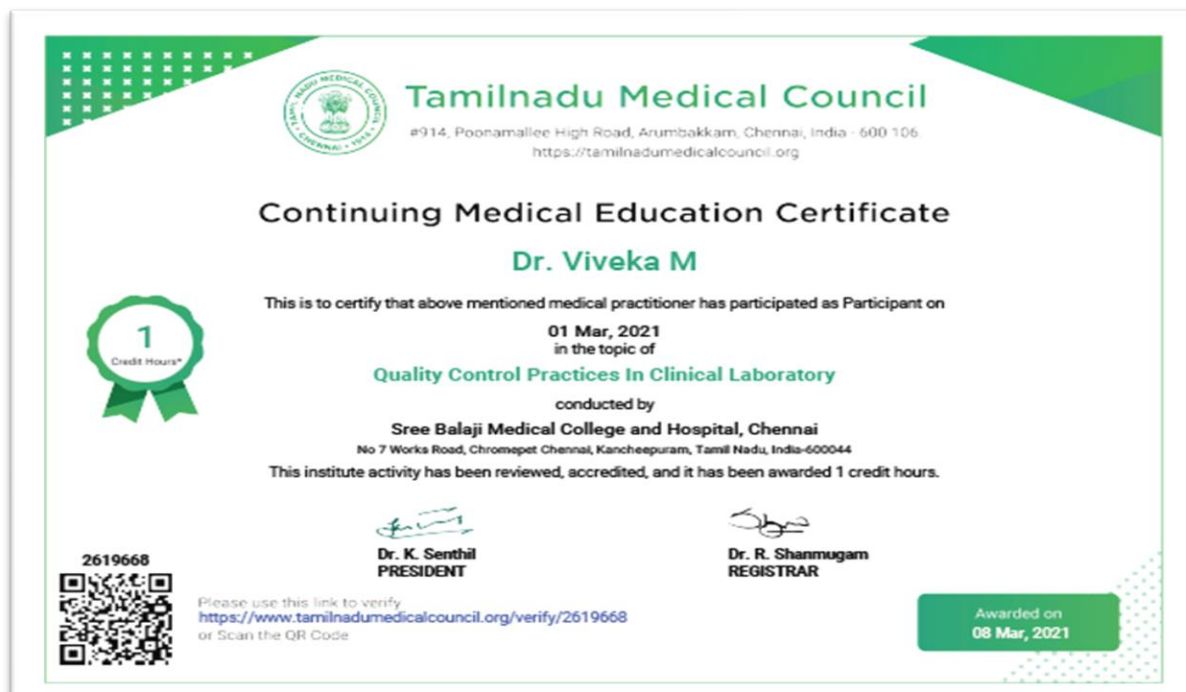 TAMIL NADU MEDICAL COUNCIL
CHENNAI • 1914
Tamilnadu Medical Council
#914, Poonamallee High Road, Arumbakkam, Chennai, India - 600 106
https://tamilnadumedicalcouncil.org
Continuing Medical Education Certificate
Dr. Viveka M
This is to certify that above mentioned medical practitioner has participated as Participant on
01 Mar, 2021
in the topic of
Quality Control Practices In Clinical Laboratory
conducted by
Sree Balaji Medical College and Hospital, Chennai
No 7 Works Road, Chromepet Chennai, Kancheepuram, Tamil Nadu, India-600044
This institute activity has been reviewed, accredited, and it has been awarded 1 credit hours.
1
Credit Hours*
Dr. K. Senthil
PRESIDENT
Dr. R. Shanmugam
REGISTRAR
2619668
Please use this link to verify
https://www.tamilnadumedicalcouncil.org/verify/2619668
or Scan the QR Code
Awarded on
08 Mar, 2021